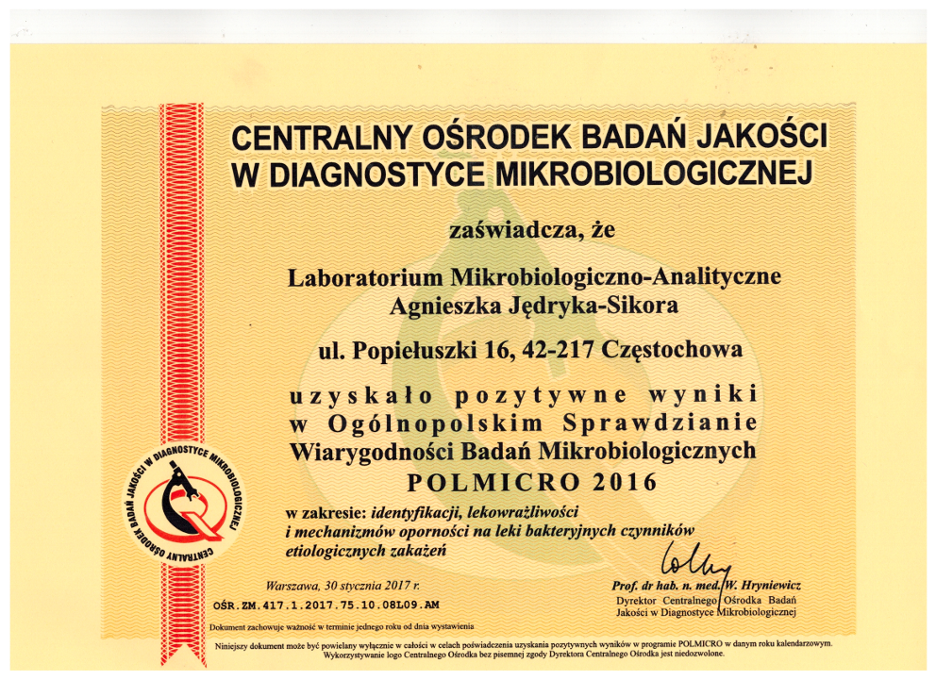 CENTRALNY OŚRODEK BADAŃ JAKOŚCI
W DIAGNOSTYCE MIKROBIOLOGICZNEJ
zaświadcza, że
Laboratorium Mikrobiologiczno-Analityczne
Agnieszka Jędryka-Sikora
ul. Popiełuszki 16, 42-217 Częstochowa
uzyskało pozytywne wyniki
w Ogólnopolskim Sprawdzianie
Wiarygodności Badań Mikrobiologicznych
POLMICRO 2016
w zakresie: identyfikacji, lekowrażliwości
i mechanizmów oporności na leki bakteryjnych czynników
etiologicznych zakażeń
CENTRALNY OŚRODEK BADAŃ JAKOŚCI W DIAGNOSTYCE MIKROBIOLOGICZNEJ
Warszawa, 30 stycznia 2017 r.
OŚR.ZM.417.1.2017.75.10.08L09.AM
Prof. dr hab. n. med. W. Hryniewicz
Dyrektor Centralnego Ośrodka Badań
Jakości w Diagnostyce Mikrobiologicznej
Dokument zachowuje ważność w terminie jednego roku od dnia wystawienia
Niniejszy dokument może być powielany wyłącznie w całości w celach poświadczenia uzyskania pozytywnych wyników w programie POLMICRO w danym roku kalendarzowym.
Wykorzystywanie logo Centralnego Ośrodka bez pisemnej zgody Dyrektora Centralnego Ośrodka jest niedozwolone.